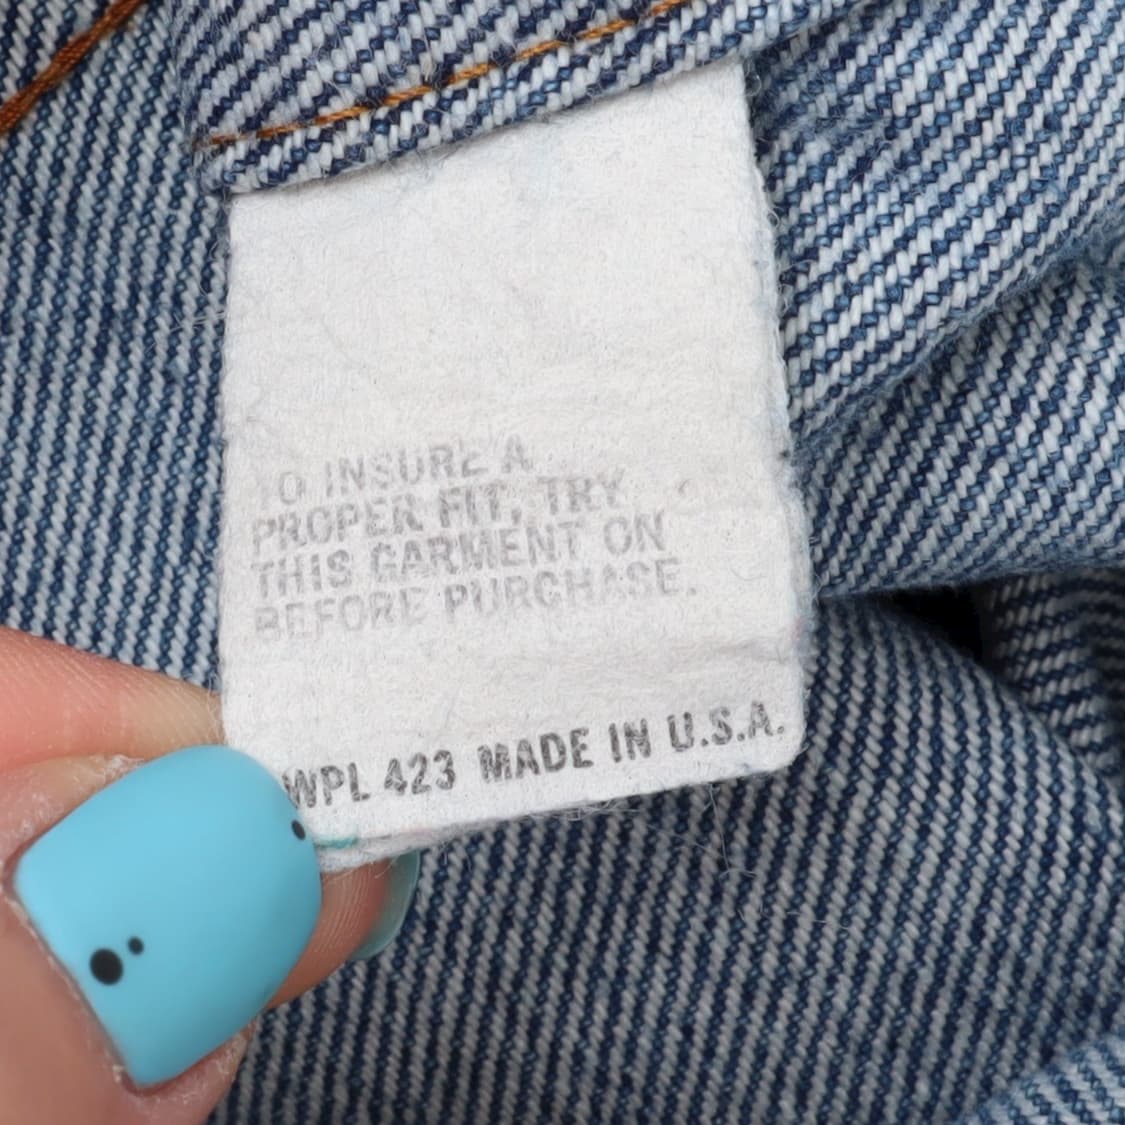 TO INSURE A
PROPER FIT, TRY
THIS GARMENT ON
BEFORE PURCHASE.
WPL 423 MADE IN U.S.A.